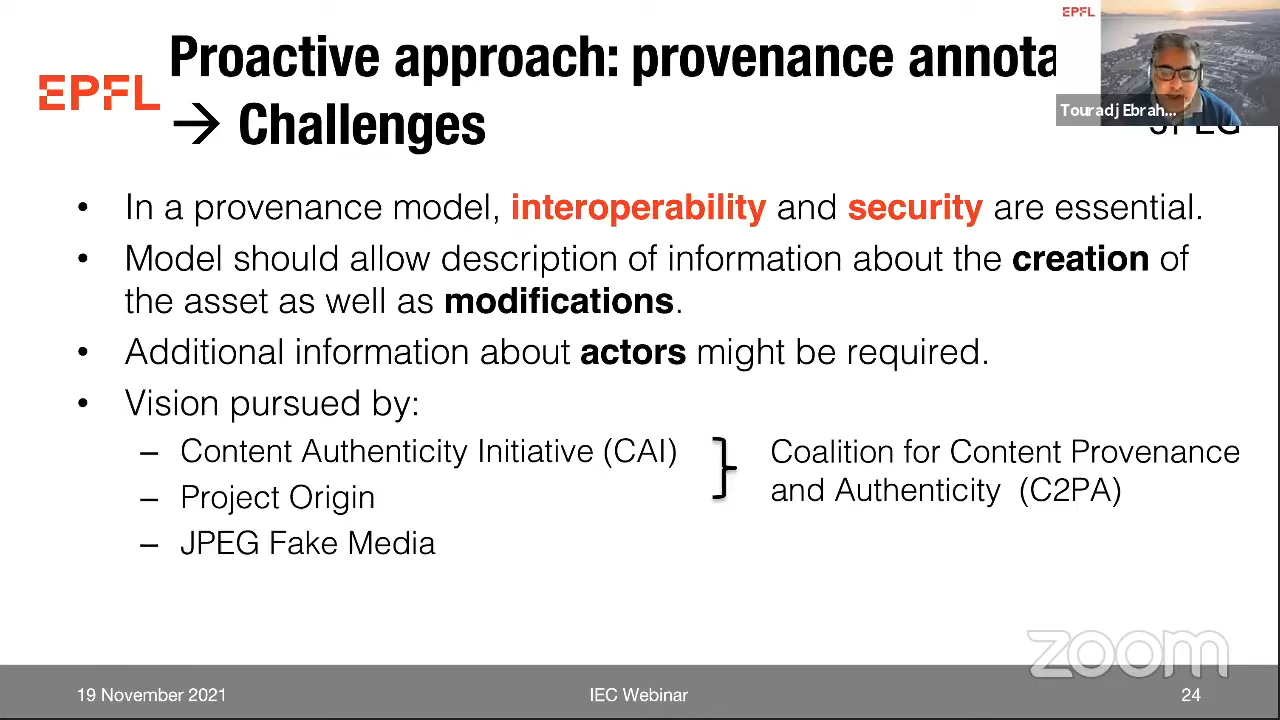 Proactive approach: provenance annota
→ Challenges
EPFL
EPFL
Touradj Ebrah...
JPEG
• In a provenance model, interoperability and security are essential.
• Model should allow description of information about the creation of
the asset as well as modifications.
• Additional information about actors might be required.
• Vision pursued by:
– Content Authenticity Initiative (CAI)
– Project Origin
– JPEG Fake Media
Coalition for Content Provenance
and Authenticity (C2PA)
zoom
19 November 2021
IEC Webinar
24